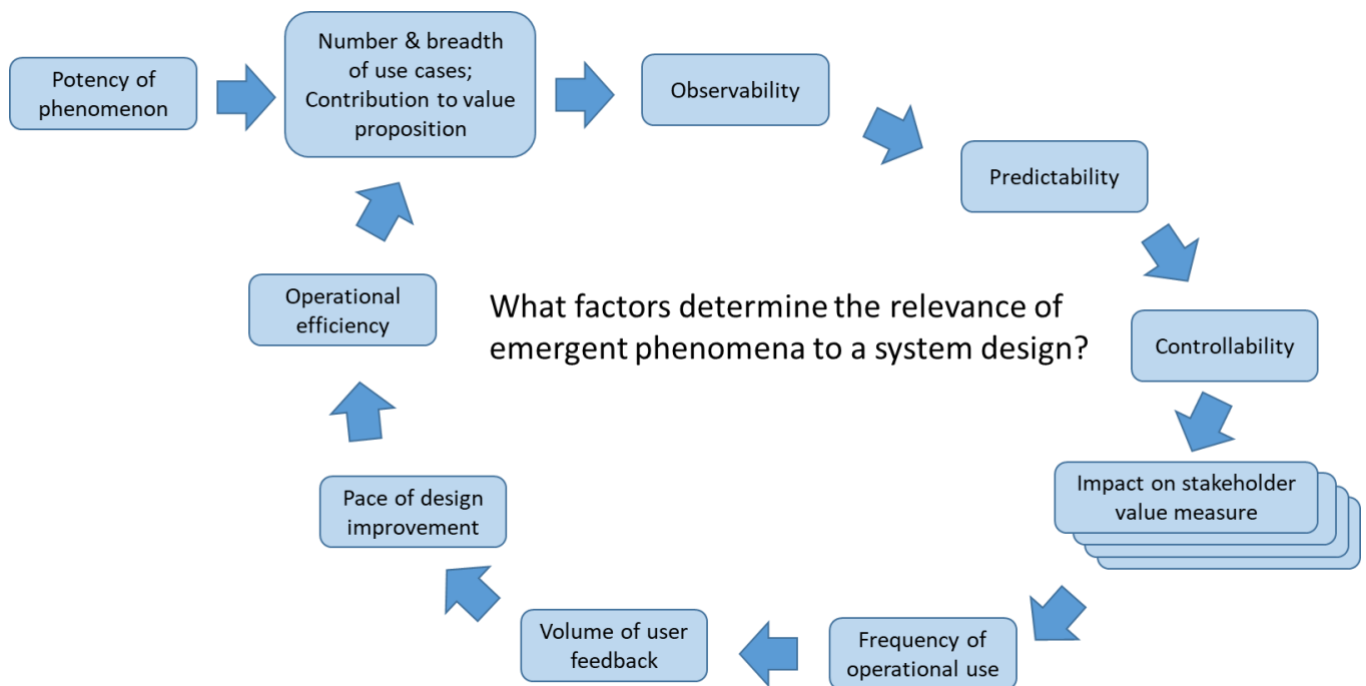 Potency of
phenomenon
Number & breadth
of use cases;
Contribution to value
proposition
Observability
Predictability
Controllability
Impact on stakeholder
value measure
Frequency of
operational use
Volume of user
feedback
Pace of design
improvement
Operational
efficiency
What factors determine the relevance of
emergent phenomena to a system design?